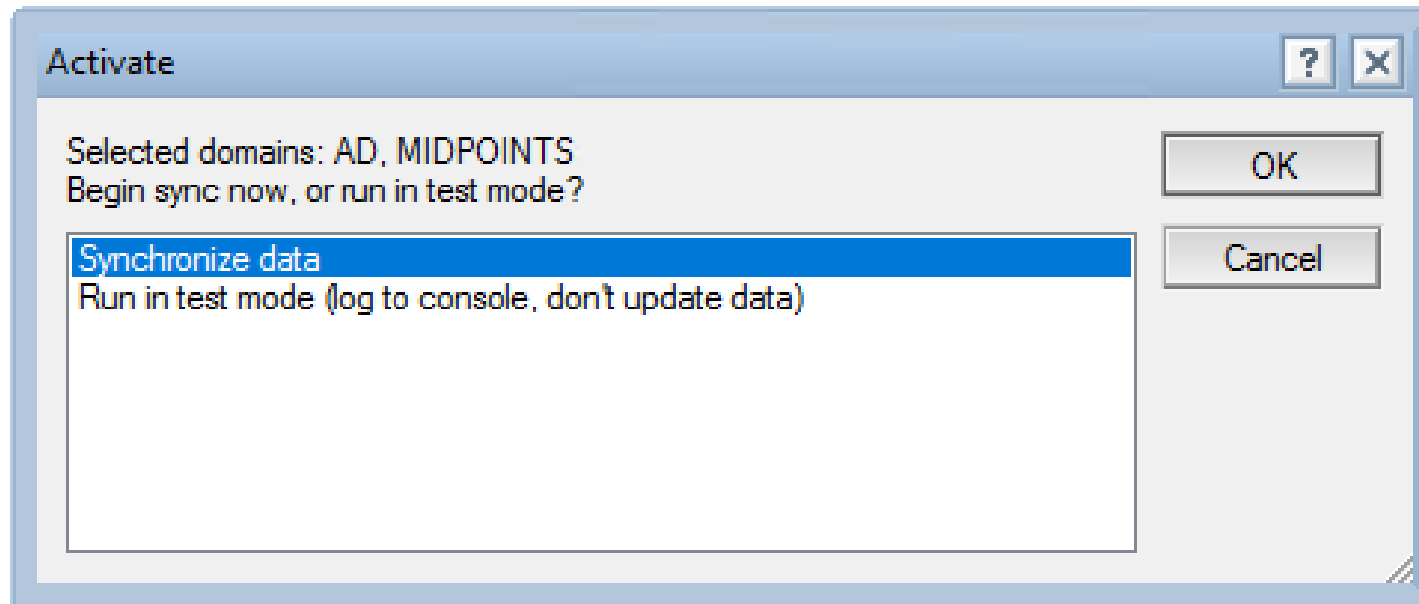 Activate
Selected domains: AD, MIDPOINTS
Begin sync now, or run in test mode?
OK
Cancel
Synchronize data
Run in test mode (log to console, don't update data)